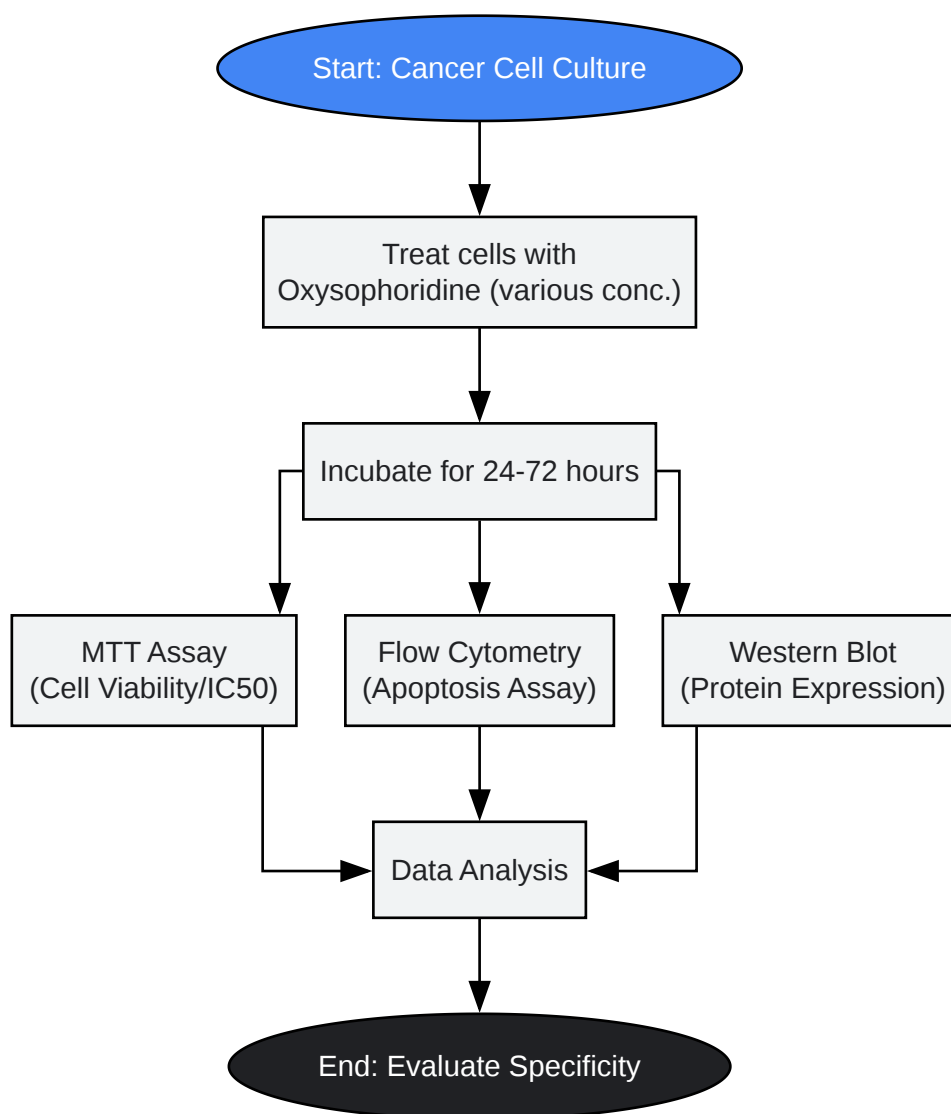 Start: Cancer Cell Culture
Treat cells with
Oxysophoridine (various conc.)
Incubate for 24-72 hours
MTT Assay
(Cell Viability/IC50)
Flow Cytometry
(Apoptosis Assay)
Western Blot
(Protein Expression)
Data Analysis
End: Evaluate Specificity